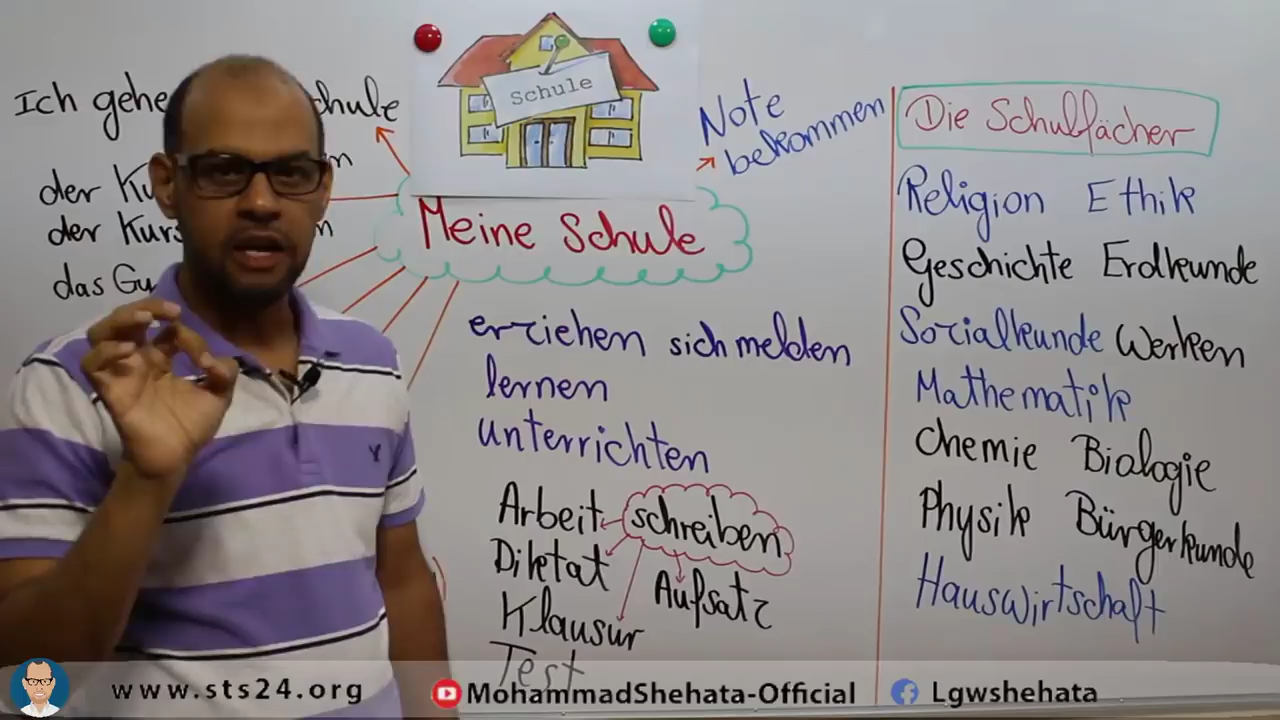 Schule
Ich gehe chule
der Ku
der Kurs
das Gu
Note
bekommen
Meine Schule
erziehen sich melden
lernen
unterrichten
Arbeit schreiben
Diktat Aufsatz
Klausur
Test
Die Schulfächer
Religion Ethik
Geschichte Erdkunde
Sozialkunde Werken
Mathematik
Chemie Biologie
Physik Bürgerkunde
Hauswirtschaft
www.sts24.org MohammadShehata-Official Lgwshehata